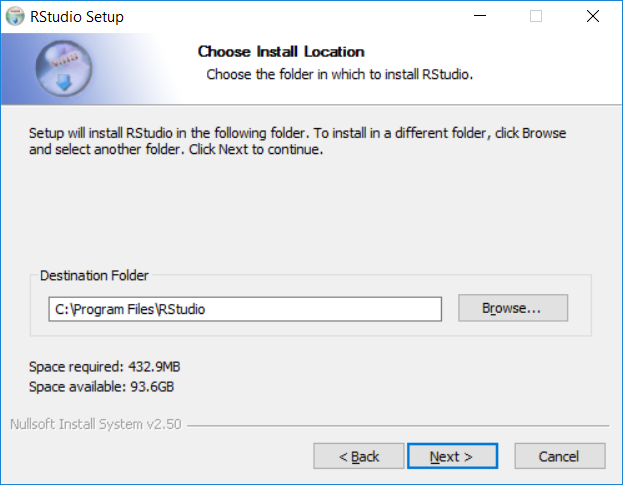 RStudio Setup
Choose Install Location
Choose the folder in which to install RStudio.
Setup will install RStudio in the following folder. To install in a different folder, click Browse
and select another folder. Click Next to continue.
Destination Folder
C:\Program Files\RStudio
Browse...
Space required: 432.9MB
Space available: 93.6GB
Nullsoft Install System v2.50
< Back
Next >
Cancel